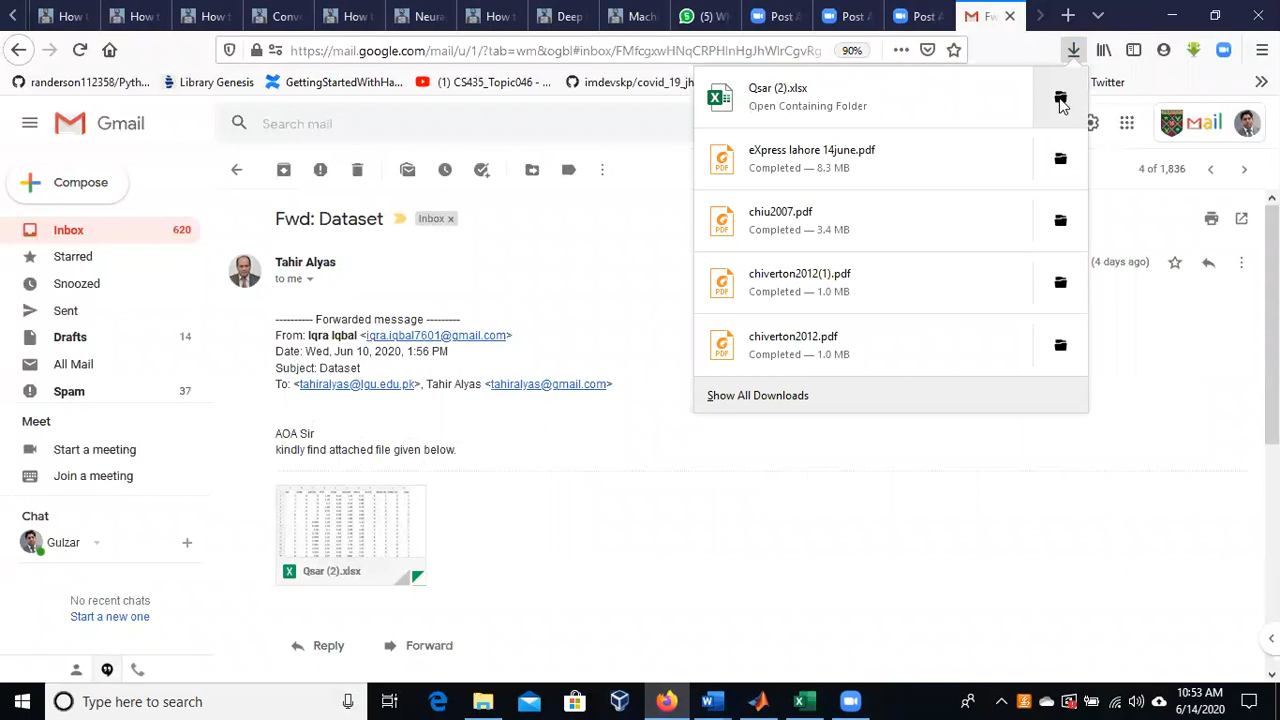 How t
How t
How t
Conv
How t
Neura
How t
Deep
Machi
(5) W
Post A
Post A
Post A
Fw
https://mail.google.com/mail/u/1/?tab=wm&ogbl#inbox/FMfcgxwHNqCRPHlnHgJhWlrCgvRg
90%
randerson112358/Pyth...
Library Genesis
GettingStartedWithHa...
(1) CS435_Topic046 - ...
imdevskp/covid_19_jh
Twitter
Gmail
Search mail
Mail
Qsar (2).xlsx
Open Containing Folder
eXpress lahore 14june.pdf
Completed — 8.3 MB
chiu2007.pdf
Completed — 3.4 MB
chiverton2012(1).pdf
Completed — 1.0 MB
chiverton2012.pdf
Completed — 1.0 MB
Show All Downloads
Compose
4 of 1,836
Inbox 620
Starred
Snoozed
Sent
Drafts 14
All Mail
Spam 37
Meet
Start a meeting
Join a meeting
Chat
Gulzar
No recent chats
Start a new one
Fwd: Dataset Inbox x
Tahir Alyas
(4 days ago)
to me
---------- Forwarded message ---------
From: Iqra Iqbal <iqra.iqbal7601@gmail.com>
Date: Wed, Jun 10, 2020, 1:56 PM
Subject: Dataset
To: <tahiralyas@lgu.edu.pk>, Tahir Alyas <tahiralyas@gmail.com>
AOA Sir
kindly find attached file given below.
Qsar (2).xlsx
Reply Forward
Type here to search
10:53 AM
6/14/2020